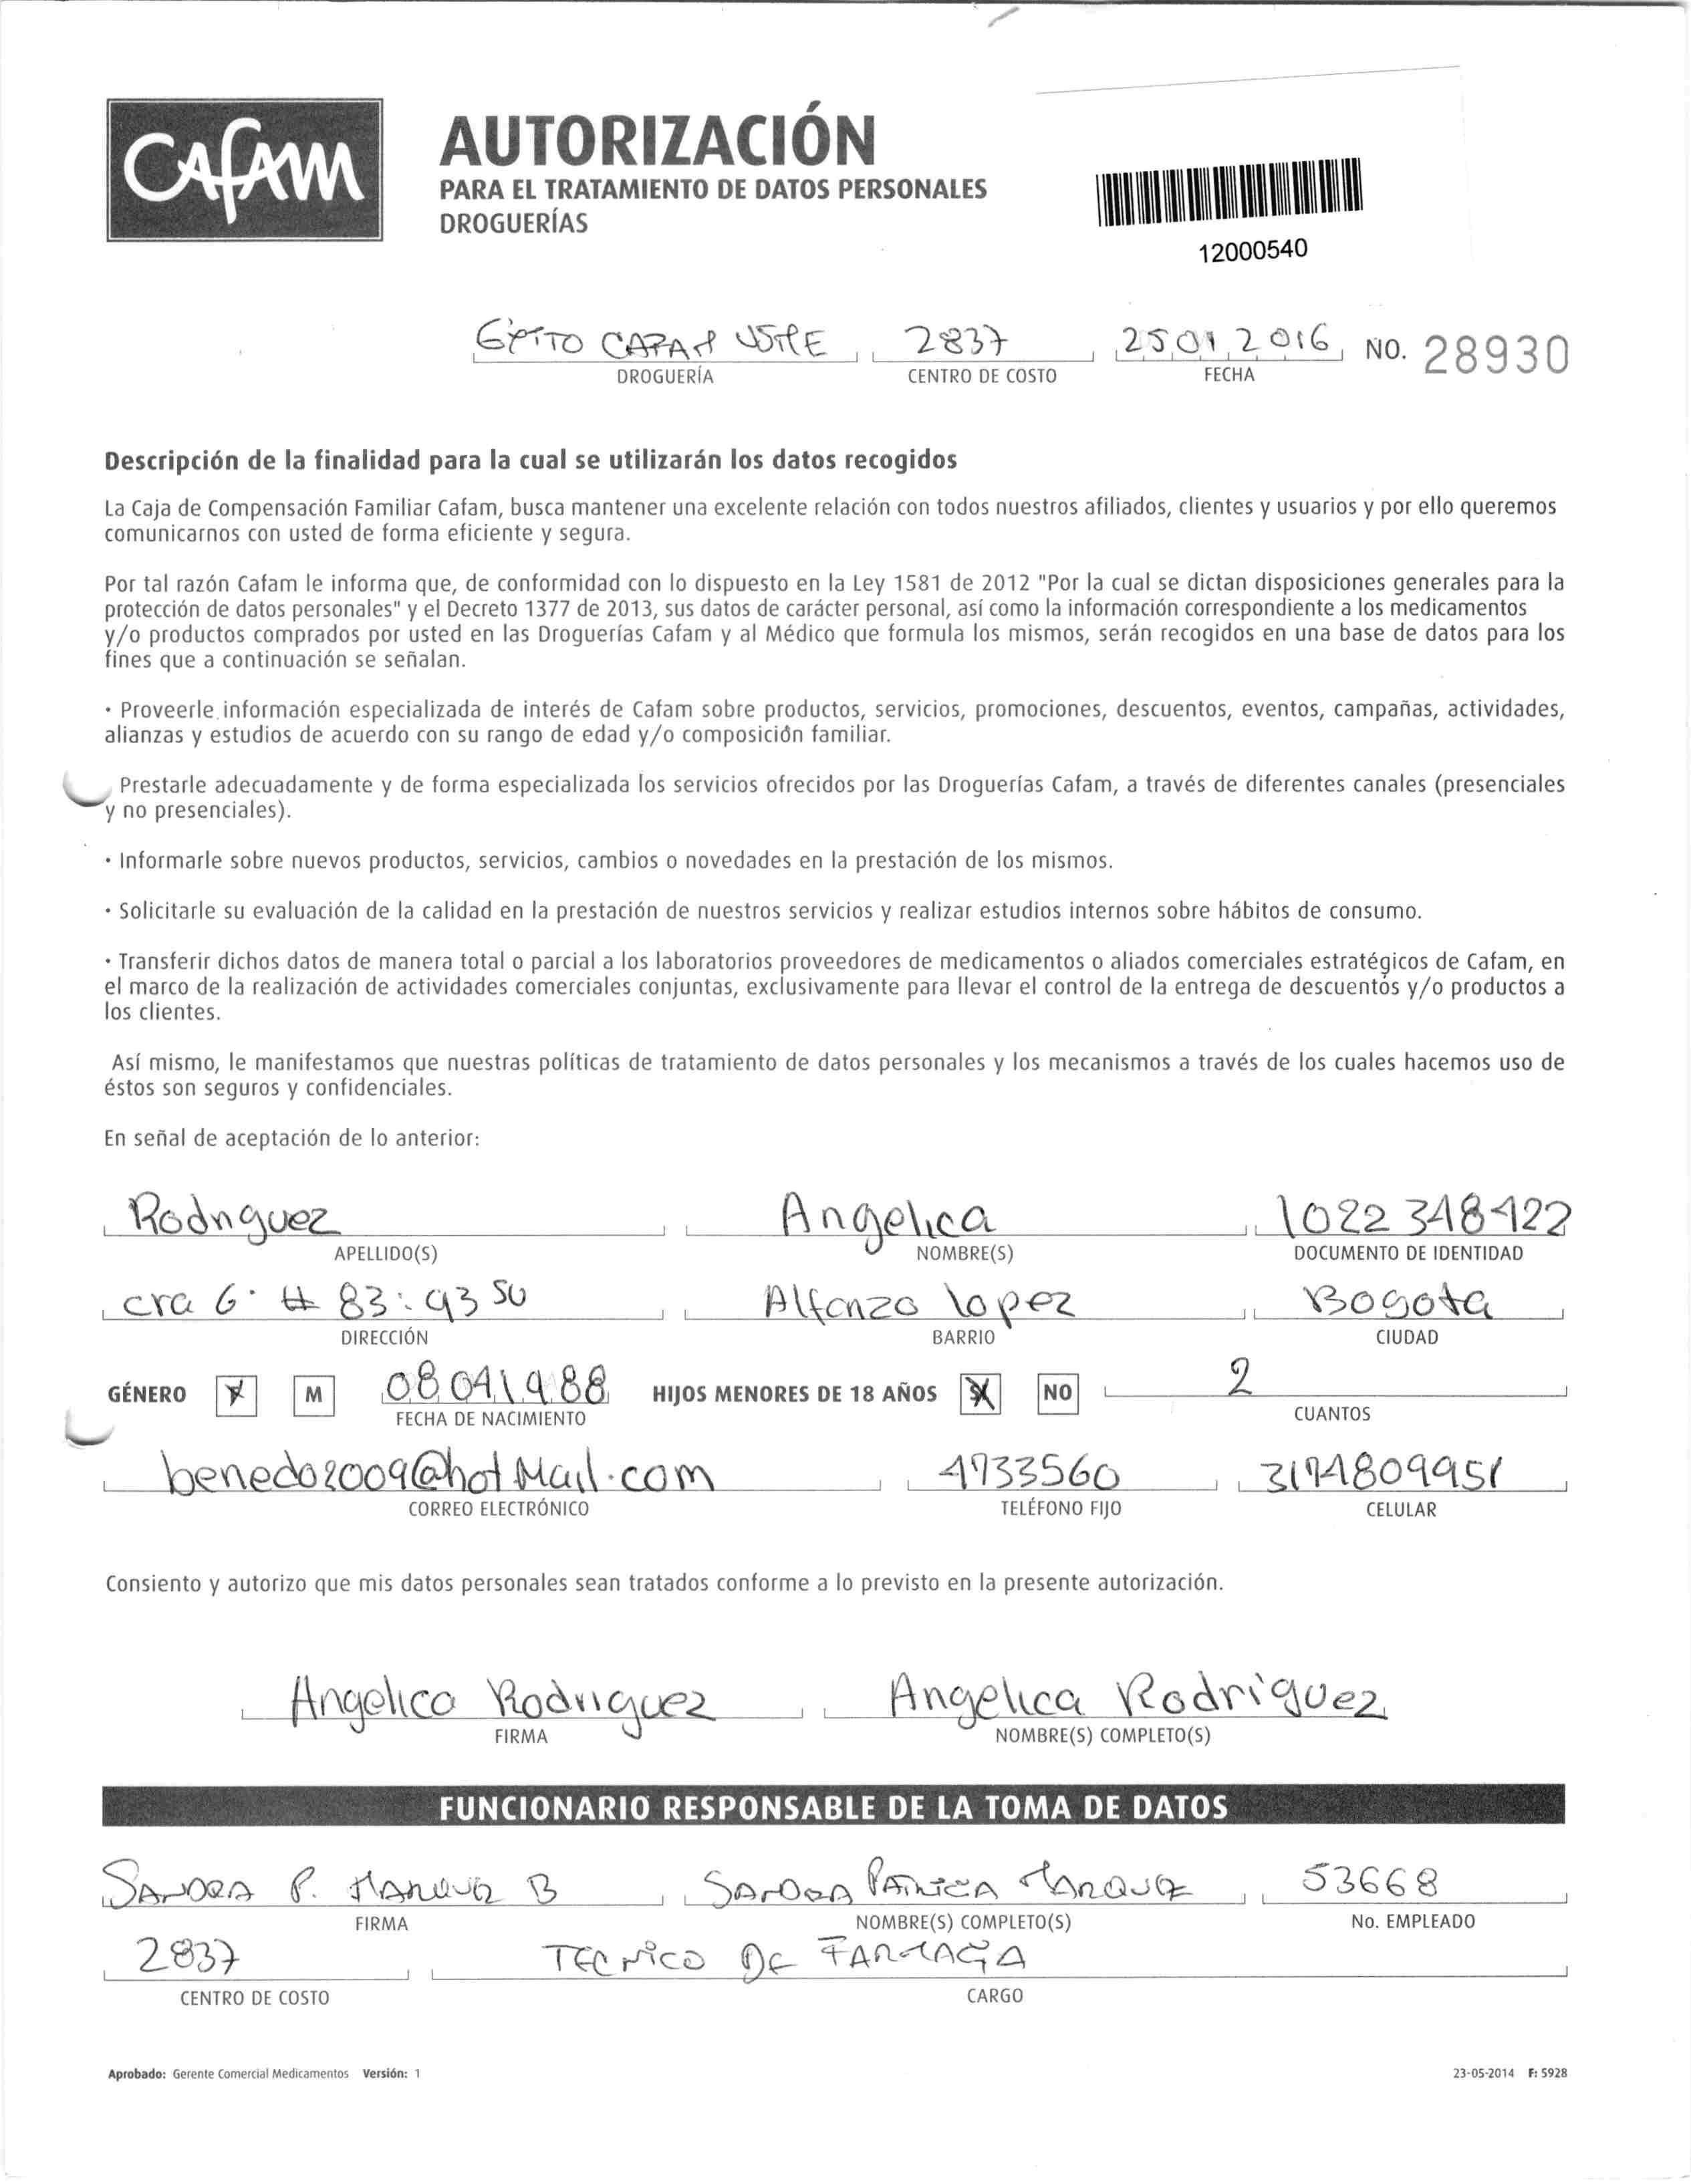 CAFAM
AUTORIZACIÓN
PARA EL TRATAMIENTO DE DATOS PERSONALES
DROGUERÍAS
12000540
2837 25 01 2016 NO. 28930
DROGUERÍA CENTRO DE COSTO FECHA
Descripción de la finalidad para la cual se utilizarán los datos recogidos
La Caja de Compensación Familiar Cafam, busca mantener una excelente relación con todos nuestros afiliados, clientes y usuarios y por ello queremos
comunicarnos con usted de forma eficiente y segura.
Por tal razón Cafam le informa que, de conformidad con lo dispuesto en la Ley 1581 de 2012 "Por la cual se dictan disposiciones generales para la
protección de datos personales" y el Decreto 1377 de 2013, sus datos de carácter personal, así como la información correspondiente a los medicamentos
y/o productos comprados por usted en las Droguerías Cafam y al Médico que formula los mismos, serán recogidos en una base de datos para los
fines que a continuación se señalan.
· Proveerle información especializada de interés de Cafam sobre productos, servicios, promociones, descuentos, eventos, campañas, actividades,
alianzas y estudios de acuerdo con su rango de edad y/o composición familiar.
Prestarle adecuadamente y de forma especializada los servicios ofrecidos por las Droguerías Cafam, a través de diferentes canales (presenciales
y no presenciales).
· Informarle sobre nuevos productos, servicios, cambios o novedades en la prestación de los mismos.
· Solicitarle su evaluación de la calidad en la prestación de nuestros servicios y realizar estudios internos sobre hábitos de consumo.
· Transferir dichos datos de manera total o parcial a los laboratorios proveedores de medicamentos o aliados comerciales estratégicos de Cafam, en
el marco de la realización de actividades comerciales conjuntas, exclusivamente para llevar el control de la entrega de descuentos y/o productos a
los clientes.
Así mismo, le manifestamos que nuestras políticas de tratamiento de datos personales y los mecanismos a través de los cuales hacemos uso de
éstos son seguros y confidenciales.
En señal de aceptación de lo anterior:
Rodriguez Angelica 1022348422
APELLIDO(S) NOMBRE(S) DOCUMENTO DE IDENTIDAD
cra 6· # 83: 93 SU Alfonzo lopez Bogota
DIRECCIÓN BARRIO CIUDAD
GÉNERO X M 08 04 1988 HIJOS MENORES DE 18 AÑOS X NO 2
FECHA DE NACIMIENTO CUANTOS
benedo2009@hotMail.com 4733560 3174809951
CORREO ELECTRÓNICO TELÉFONO FIJO CELULAR
Consiento y autorizo que mis datos personales sean tratados conforme a lo previsto en la presente autorización.
Angelica Rodriguez Angelica Rodriguez
FIRMA NOMBRE(S) COMPLETO(S)
FUNCIONARIO RESPONSABLE DE LA TOMA DE DATOS
SANDRA P. MARQUEZ B SANDRA PATRICIA MARQUEZ 53668
FIRMA NOMBRE(S) COMPLETO(S) No. EMPLEADO
2837 TECNICO DE FARMACIA
CENTRO DE COSTO CARGO
Aprobado: Gerente Comercial Medicamentos Versión: 1 23-05-2014 F: 5928